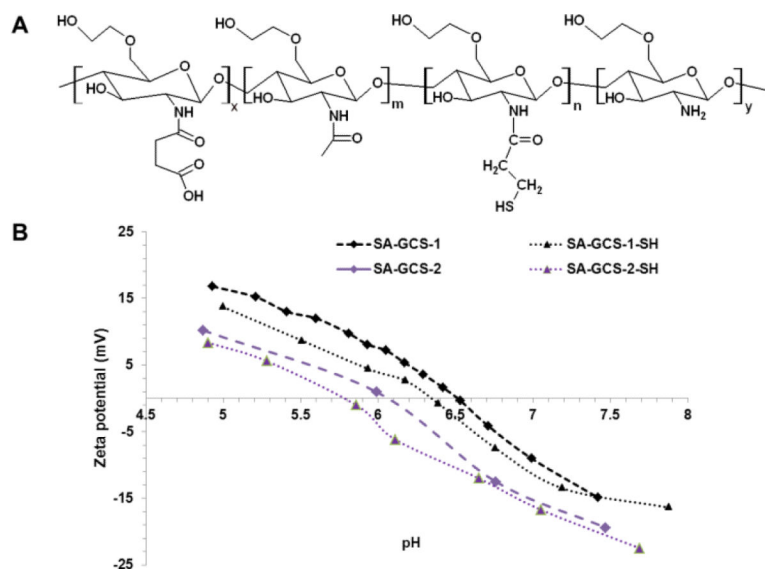 A
HO HO HO HO
O O O O
O O O O O O O O
HO HO HO HO
x m n y
NH NH NH NH2
O O C O
O H2C CH2
OH HS
B
25
15
5
-5
-15
-25
Zeta potential (mV)
SA-GCS-1 SA-GCS-1-SH
SA-GCS-2 SA-GCS-2-SH
4.5 5 5.5 6 6.5 7 7.5 8
pH